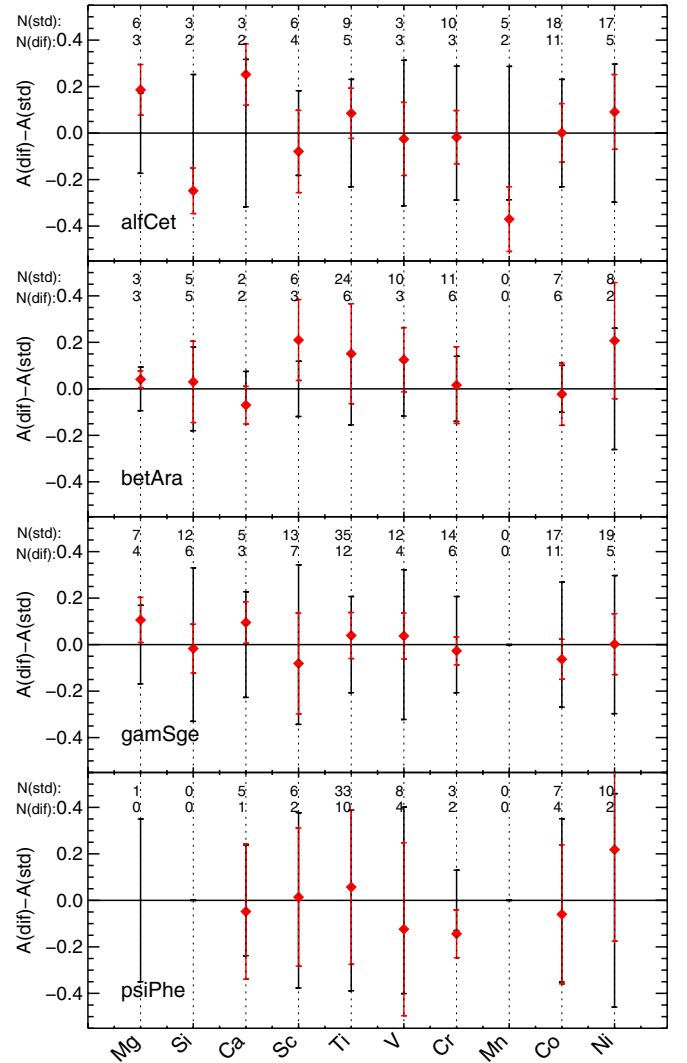 N(std): 6 3 3 6 9 3 10 5 18 17
N(dif): 3 2 2 4 5 3 3 2 11 5
0.4
0.2
0.0
−0.2
−0.4
A(dif)−A(std)
alfCet
N(std): 3 5 2 6 24 10 11 0 7 8
N(dif): 3 5 2 3 6 3 6 0 6 2
0.4
0.2
0.0
−0.2
−0.4
A(dif)−A(std)
betAra
N(std): 7 12 5 13 35 12 14 0 17 19
N(dif): 4 6 3 7 12 4 6 0 11 5
0.4
0.2
0.0
−0.2
−0.4
A(dif)−A(std)
gamSge
N(std): 1 0 5 6 33 8 3 0 7 10
N(dif): 0 0 1 2 10 4 2 0 4 2
0.4
0.2
0.0
−0.2
−0.4
A(dif)−A(std)
psiPhe
Mg Si Ca Sc Ti V Cr Mn Co Ni